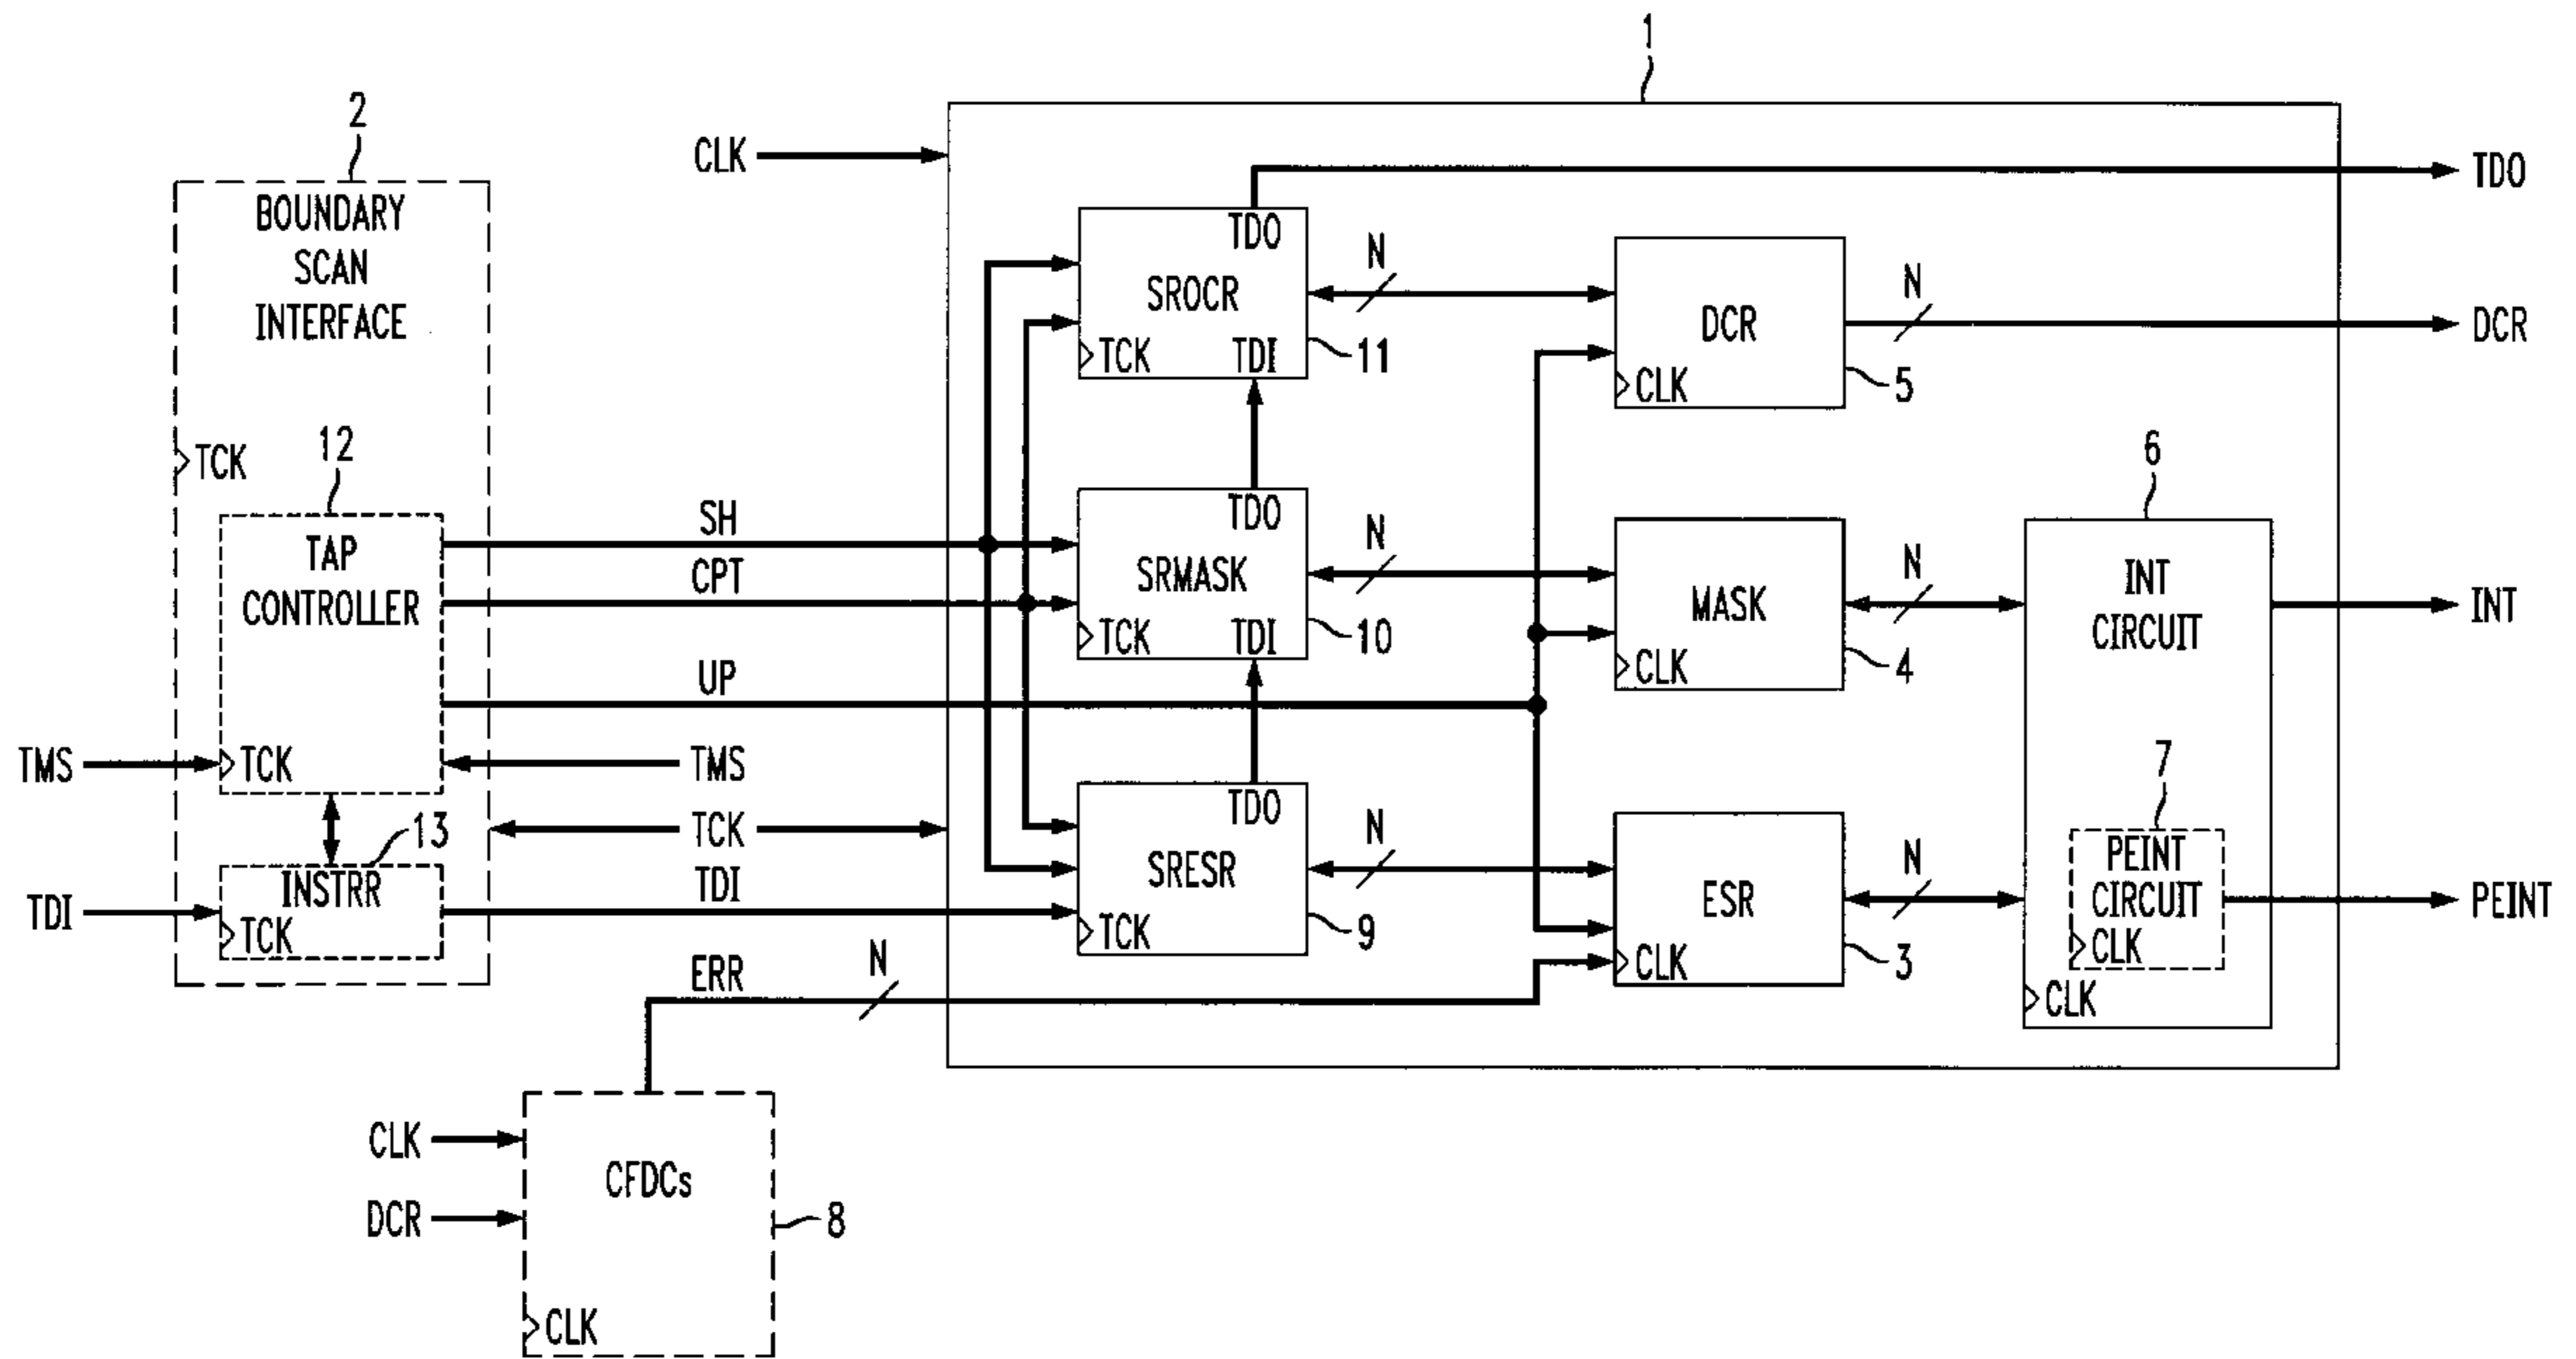 1
2
CLK
TDO
BOUNDARY
SCAN
INTERFACE
TCK
TDO
SROCR
TCK
TDI
11
N
DCR
CLK
5
N
DCR
12
TAP
CONTROLLER
TCK
TMS
SH
CPT
UP
TMS
TCK
TDI
TDO
SRMASK
TCK
TDI
10
N
MASK
CLK
4
N
6
INT
CIRCUIT
INT
13
INSTRR
TCK
TDI
TDO
SRESR
TCK
9
N
ESR
CLK
3
N
7
PEINT
CIRCUIT
CLK
CLK
PEINT
ERR
N
CLK
DCR
CFDCs
CLK
8